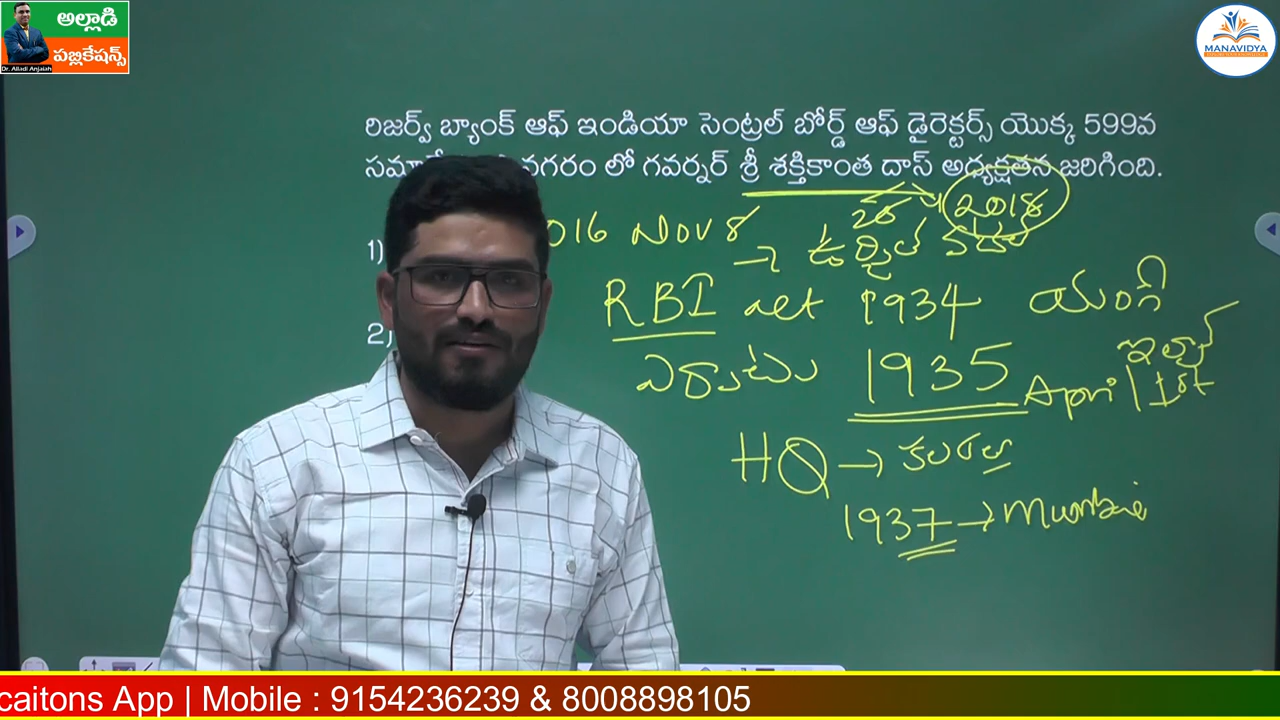 అల్లాడి
పబ్లికేషన్స్
Dr. Alladi Anjaiah
MANAVIDYA
రిజర్వ్ బ్యాంక్ ఆఫ్ ఇండియా సెంట్రల్ బోర్డ్ ఆఫ్ డైరెక్టర్స్ యొక్క 599వ
నగరం లో గవర్నర్ శ్రీ శక్తికాంత దాస్ అధ్యక్షతన జరిగింది.
25 2018
1) 016 Nov 8 → ఉర్జిత్
RBI act 1934 యంగ్
2) ఏర్పాటు 1935 April 1st
HQ → కలకత్తా
1937 → Mumbai
caitons App | Mobile : 9154236239 & 8008898105